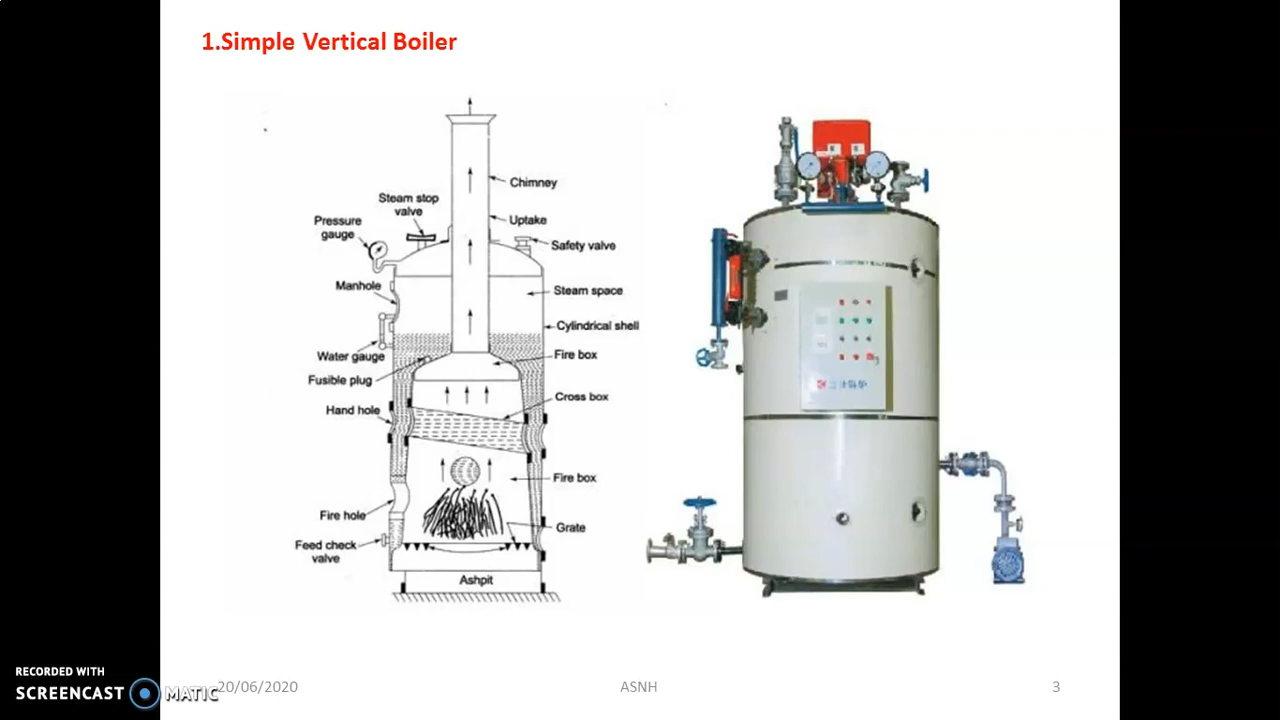 1.Simple Vertical Boiler
Chimney
Steam stop
valve
Uptake
Pressure
gauge
Safety valve
Manhole
Steam space
Cylindrical shell
Water gauge
Fire box
Fusible plug
Cross box
Hand hole
Fire box
Fire hole
Grate
Feed check
valve
Ashpit
RECORDED WITH
SCREENCAST MATIC
20/06/2020
ASNH
3